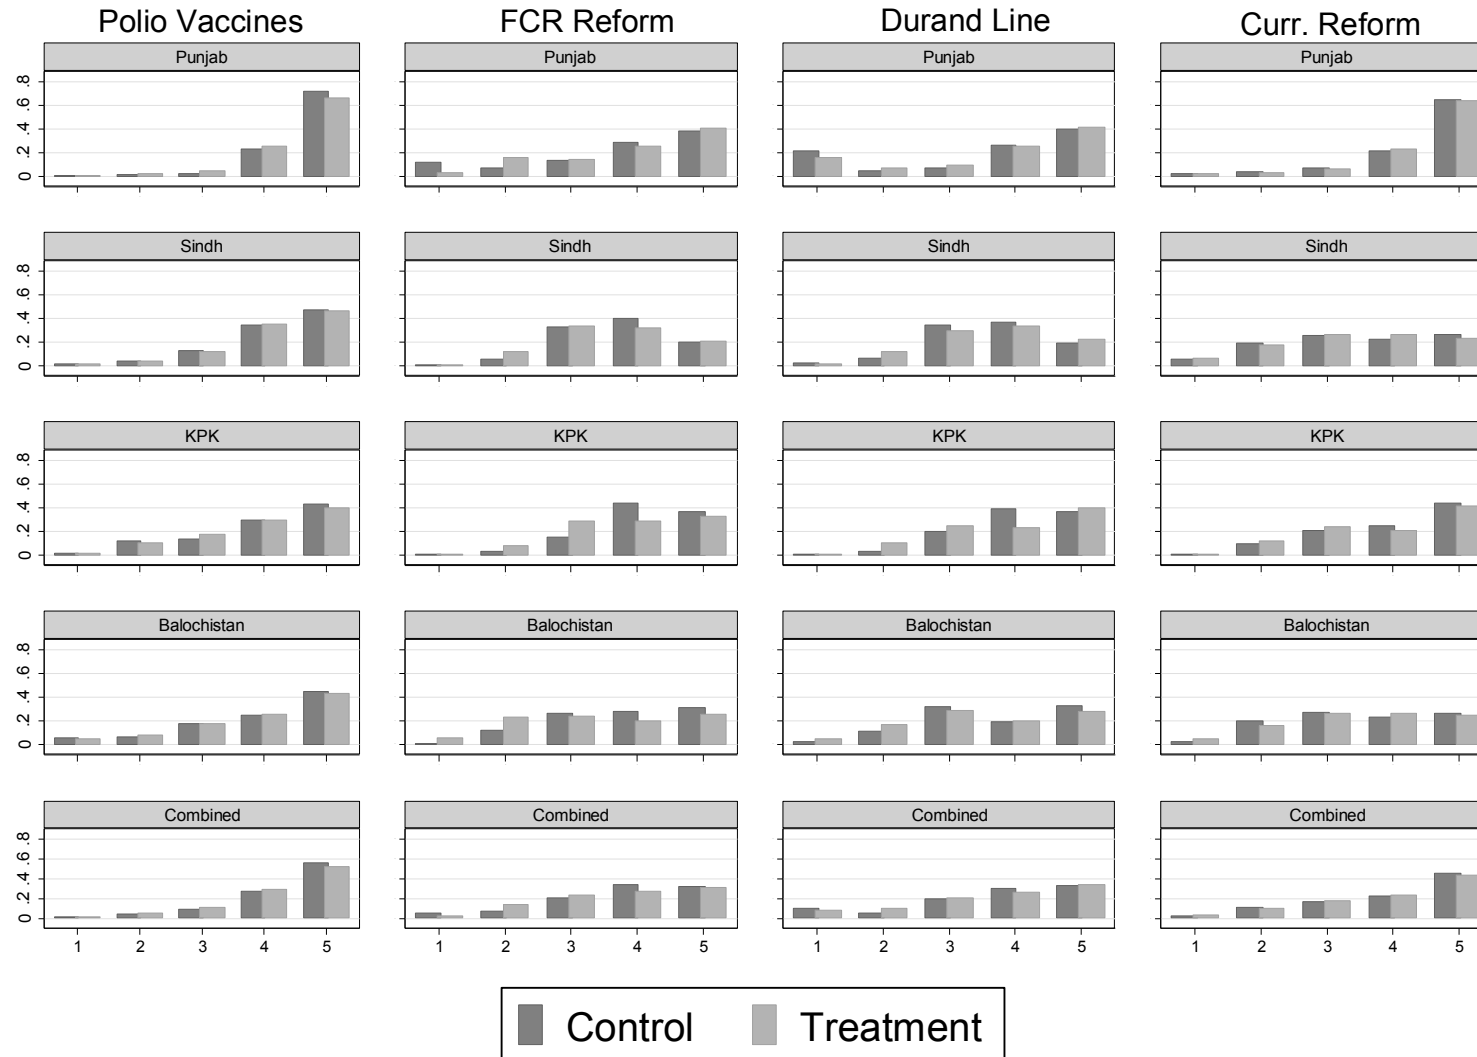 Polio Vaccines FCR Reform Durand Line Curr. Reform
Punjab Punjab Punjab Punjab
0 .2 .4 .6 .8
Sindh Sindh Sindh Sindh
0 .2 .4 .6 .8
KPK KPK KPK KPK
0 .2 .4 .6 .8
Balochistan Balochistan Balochistan Balochistan
0 .2 .4 .6 .8
Combined Combined Combined Combined
0 .2 .4 .6 .8
1 2 3 4 5 1 2 3 4 5 1 2 3 4 5 1 2 3 4 5
Control Treatment